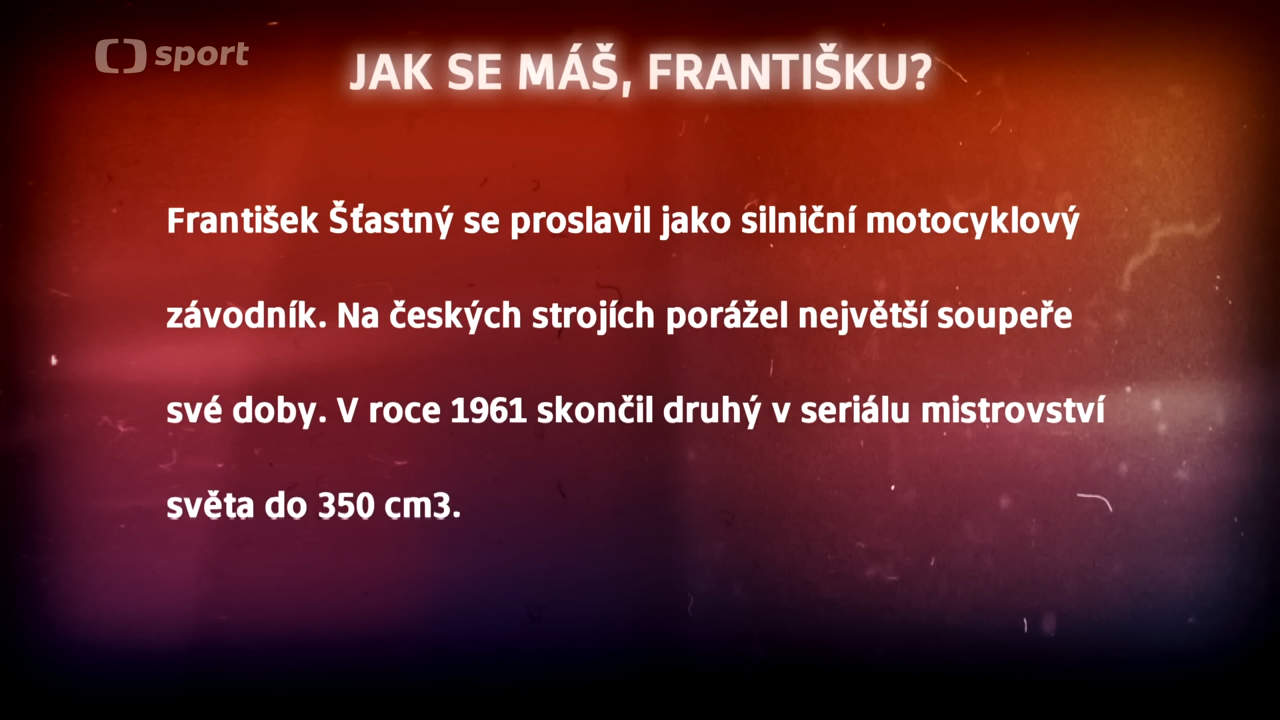 sport
JAK SE MÁŠ, FRANTIŠKU?
František Šťastný se proslavil jako silniční motocyklový
závodník. Na českých strojích porážel největší soupeře
své doby. V roce 1961 skončil druhý v seriálu mistrovství
světa do 350 cm3.